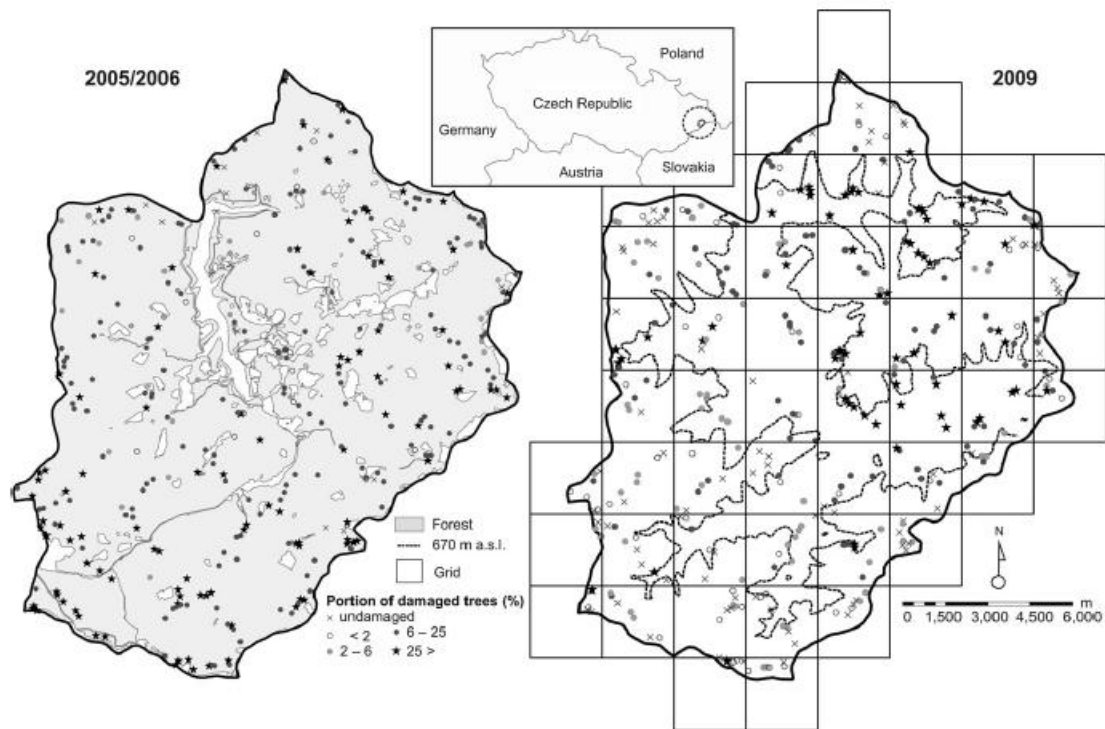 2005/2006
Poland
Czech Republic
Germany
Austria
Slovakia
2009
Forest
670 m a.s.l.
Grid
Portion of damaged trees (%)
× undamaged
< 2
6 – 25
2 – 6
25 >
N
m
0 1,500 3,000 4,500 6,000